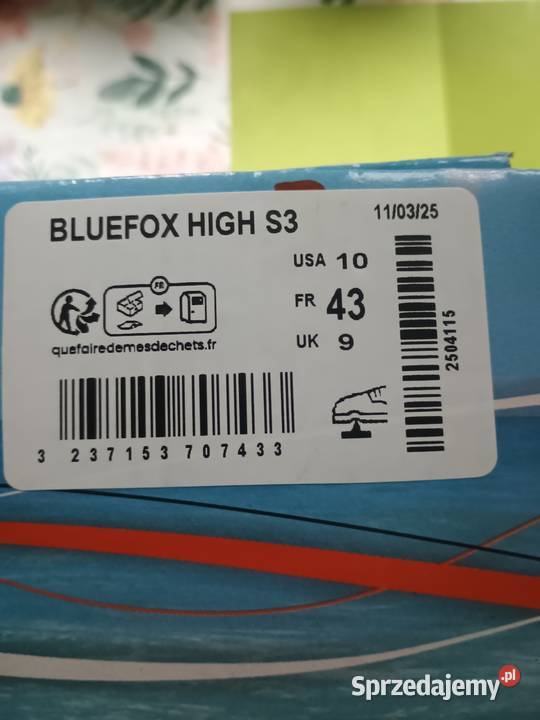 BLUEFOX HIGH S3
11/03/25
USA 10
FR 43
UK 9
FR
quefairedemesdechets.fr
3 237153 707433
2504115
Sprzedajemy.pl